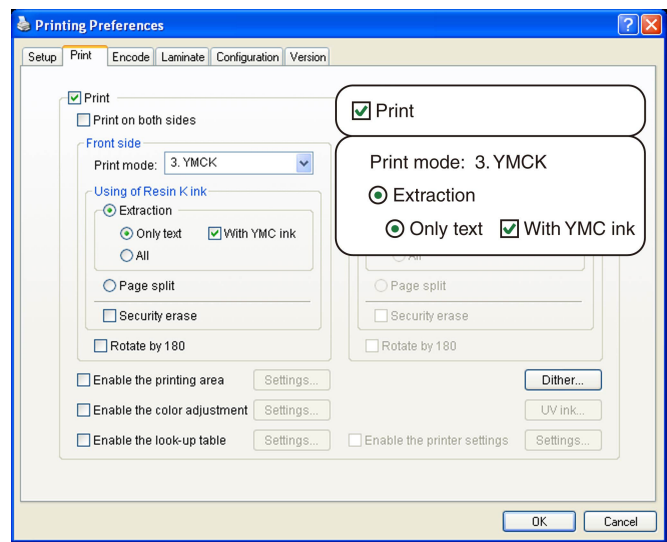 Printing Preferences
Setup Print Encode Laminate Configuration Version
Print
Print on both sides
Front side
Print mode: 3. YMCK
Using of Resin K ink
Extraction
Only text With YMC ink
All
Page split
Security erase
Rotate by 180
Print
Print mode: 3. YMCK
Extraction
Only text With YMC ink
Page split
Security erase
Rotate by 180
Enable the printing area Settings... Dither...
Enable the color adjustment Settings... UV ink...
Enable the look-up table Settings... Enable the printer settings Settings...
OK Cancel